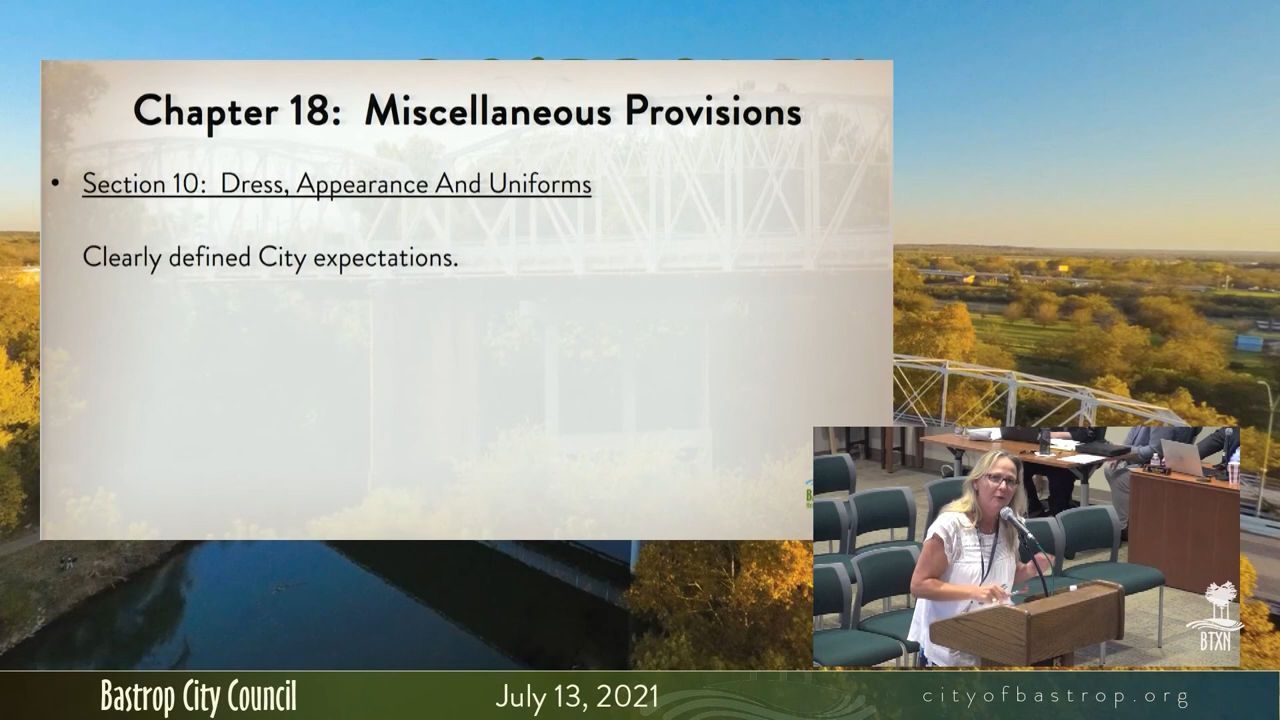 Chapter 18: Miscellaneous Provisions
• Section 10: Dress, Appearance And Uniforms
Clearly defined City expectations.
BTXN
Bastrop City Council
July 13, 2021
cityofbastrop.org